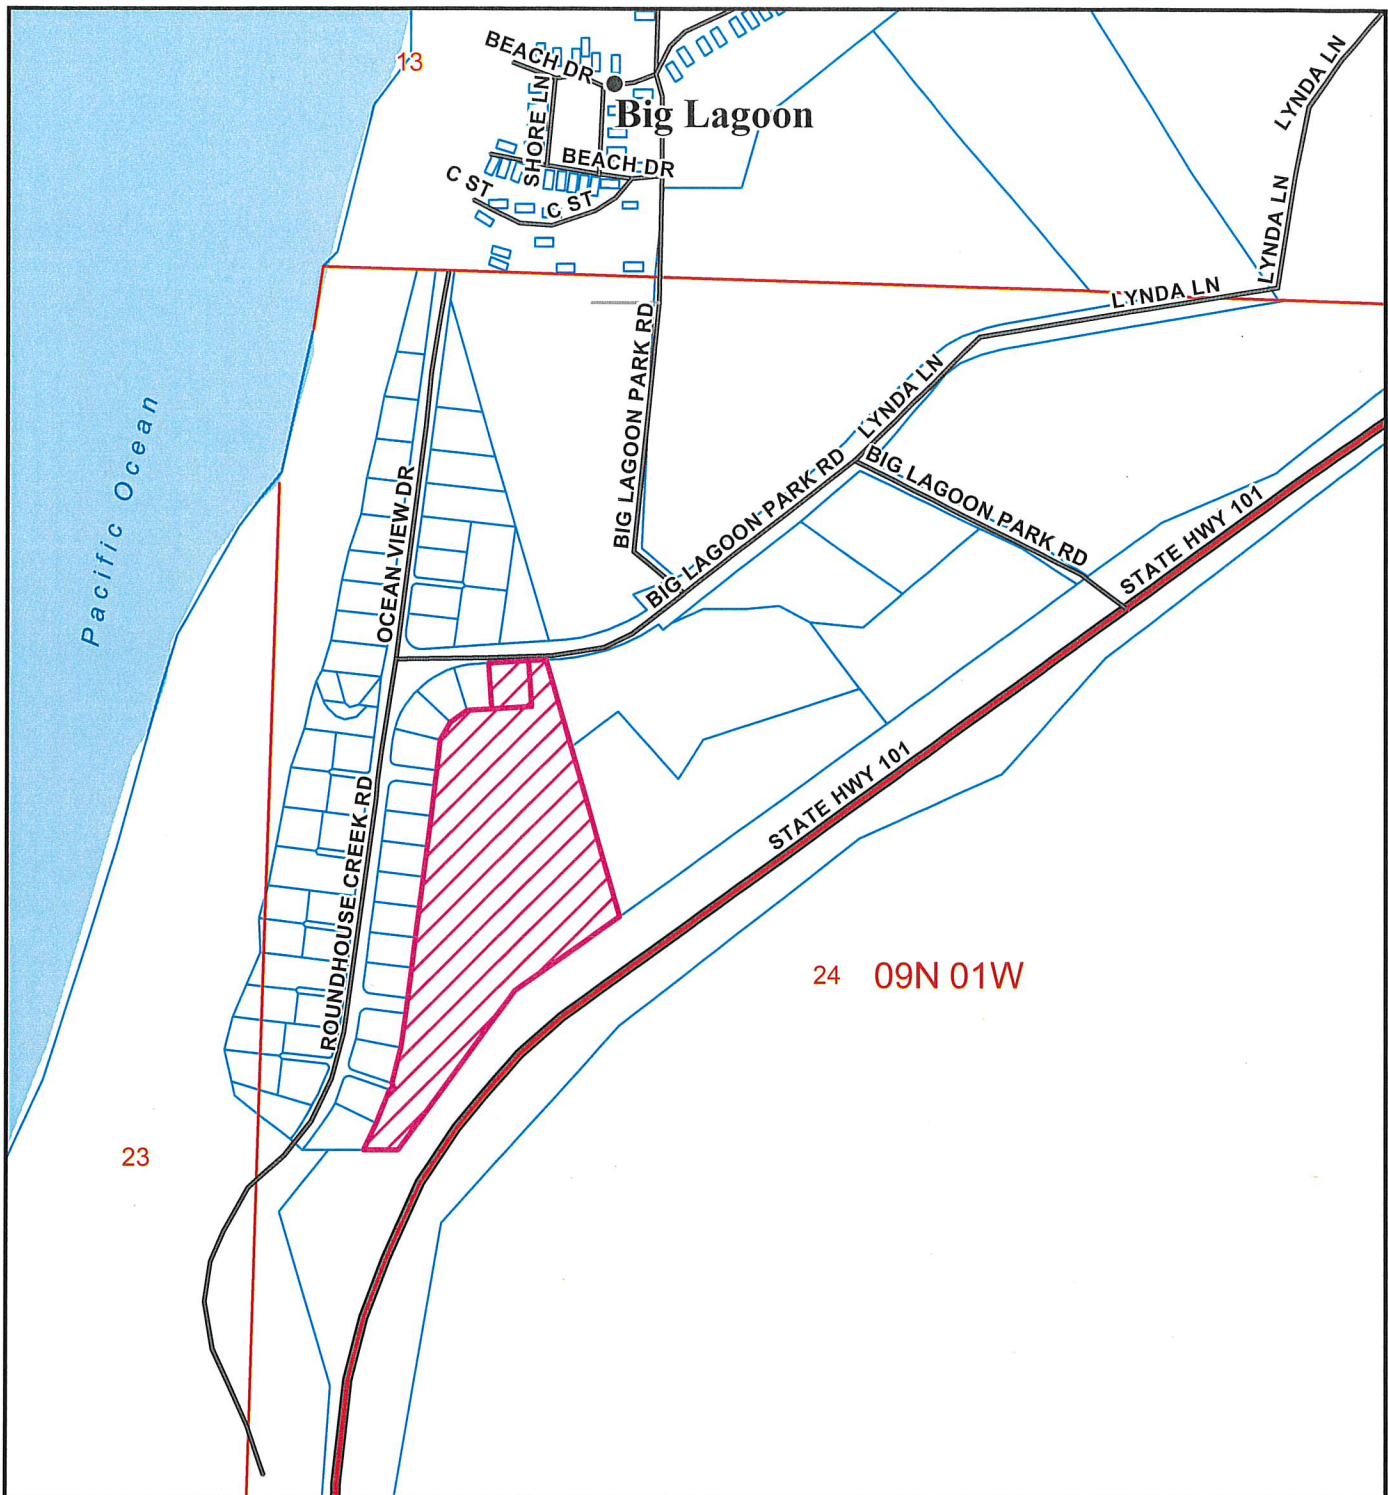 13
BEACH DR
SHORE LN
Big Lagoon
BEACH DR
C ST
C ST
LYNDA LN
LYNDA LN
LYNDA LN
LYNDA LN
BIG LAGOON PARK RD
BIG LAGOON PARK RD
BIG LAGOON PARK RD
STATE HWY 101
Pacific Ocean
OCEAN VIEW DR
STATE HWY 101
ROUNDHOUSE CREEK RD
24 09N 01W
23